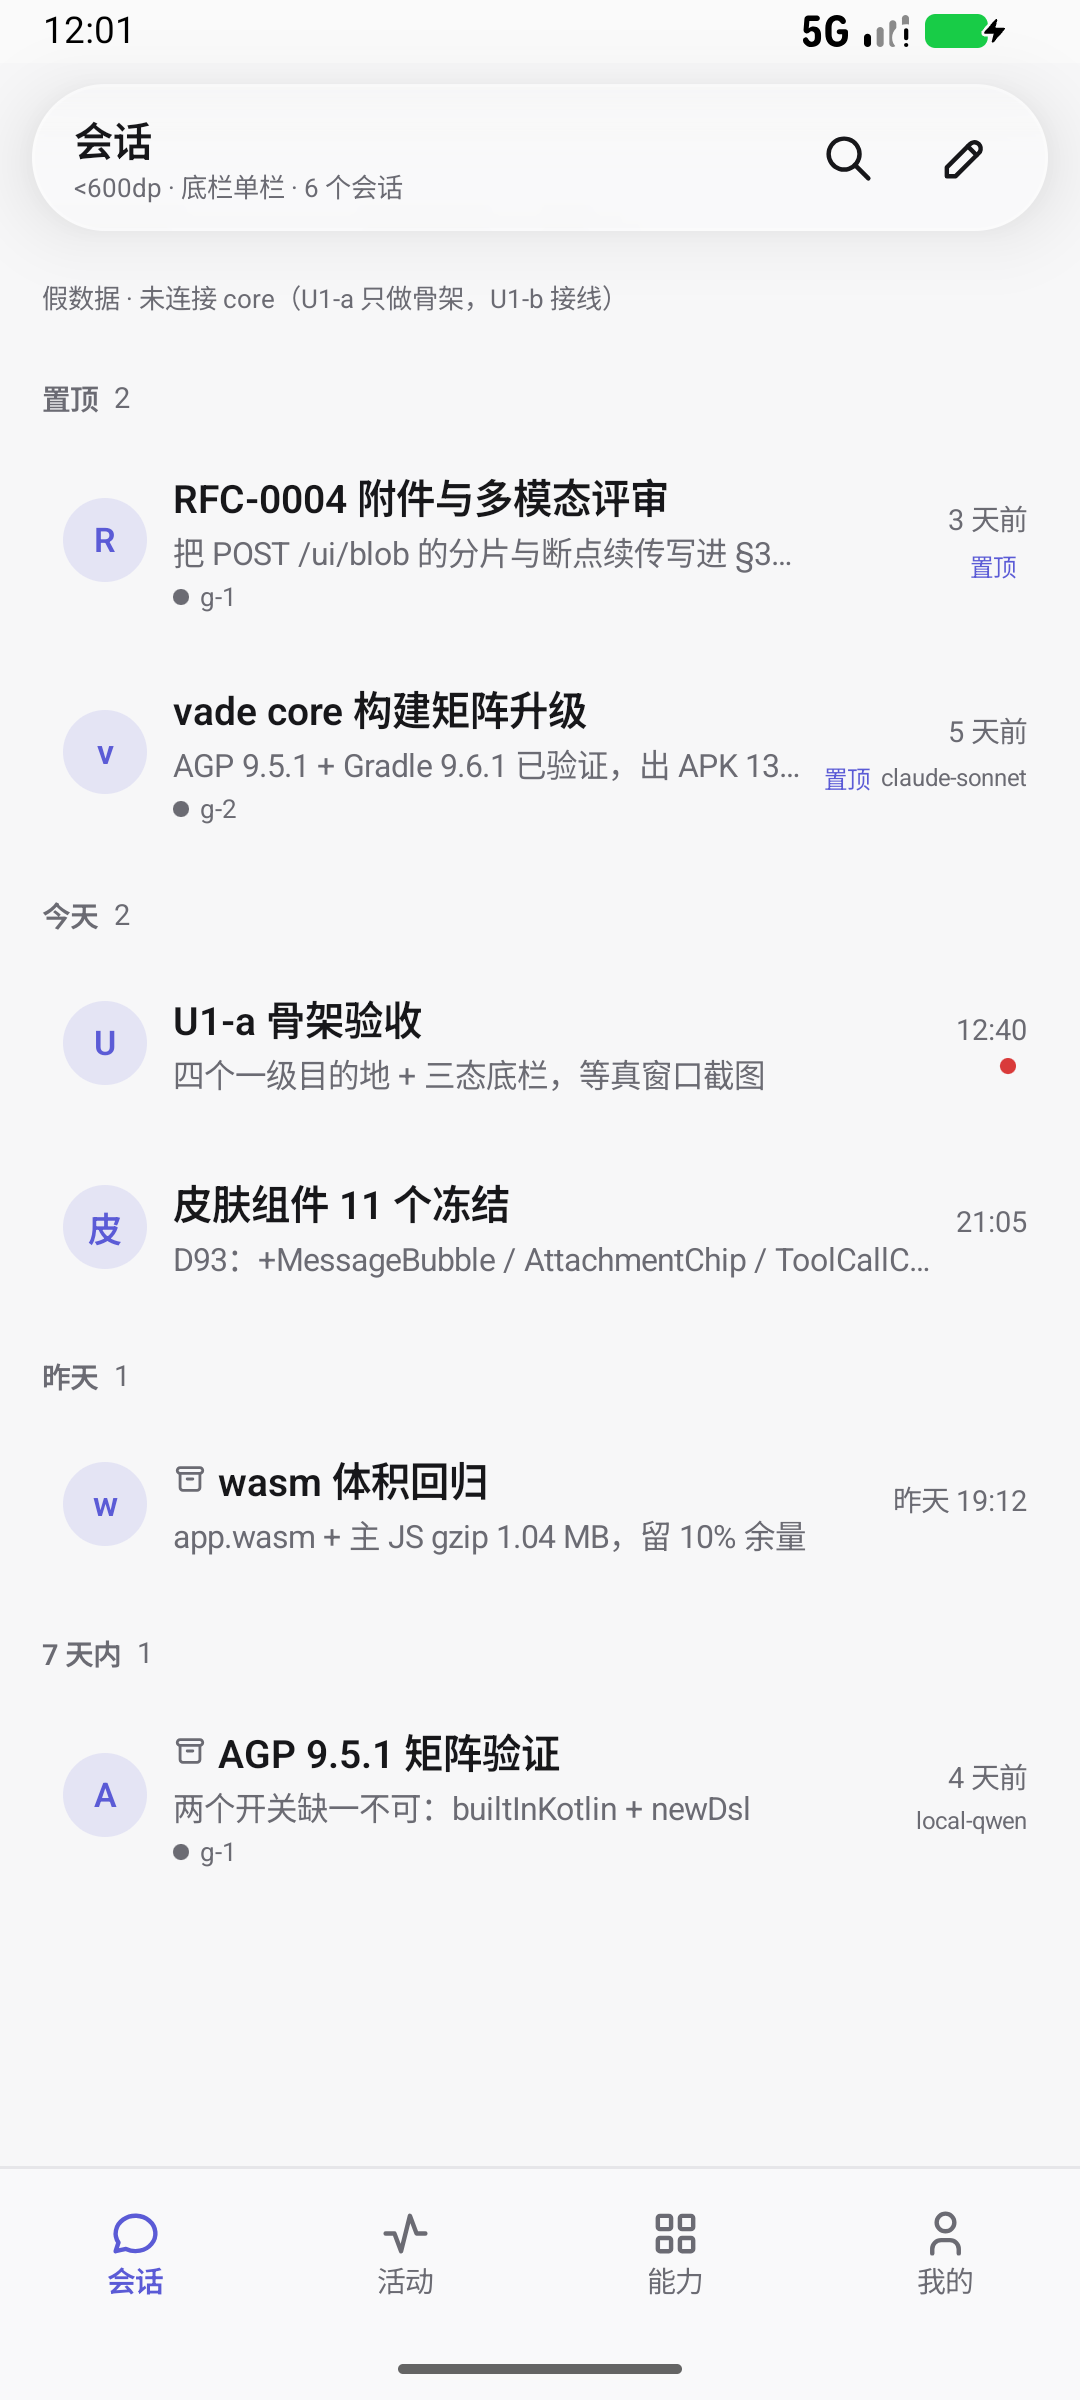 12:01
5G
会话
<600dp · 底栏单栏 · 6 个会话
假数据 · 未连接 core（U1-a 只做骨架，U1-b 接线）
置顶 2
R
RFC-0004 附件与多模态评审
把 POST /ui/blob 的分片与断点续传写进 §3...
g-1
3 天前
置顶
v
vade core 构建矩阵升级
AGP 9.5.1 + Gradle 9.6.1 已验证，出 APK 13...
g-2
5 天前
置顶 claude-sonnet
今天 2
U
U1-a 骨架验收
四个一级目的地 + 三态底栏，等真窗口截图
12:40
皮
皮肤组件 11 个冻结
D93：+MessageBubble / AttachmentChip / ToolCallC...
21:05
昨天 1
w
wasm 体积回归
app.wasm + 主 JS gzip 1.04 MB，留 10% 余量
昨天 19:12
7 天内 1
A
AGP 9.5.1 矩阵验证
两个开关缺一不可：builtInKotlin + newDsl
g-1
4 天前
local-qwen
会话
活动
能力
我的